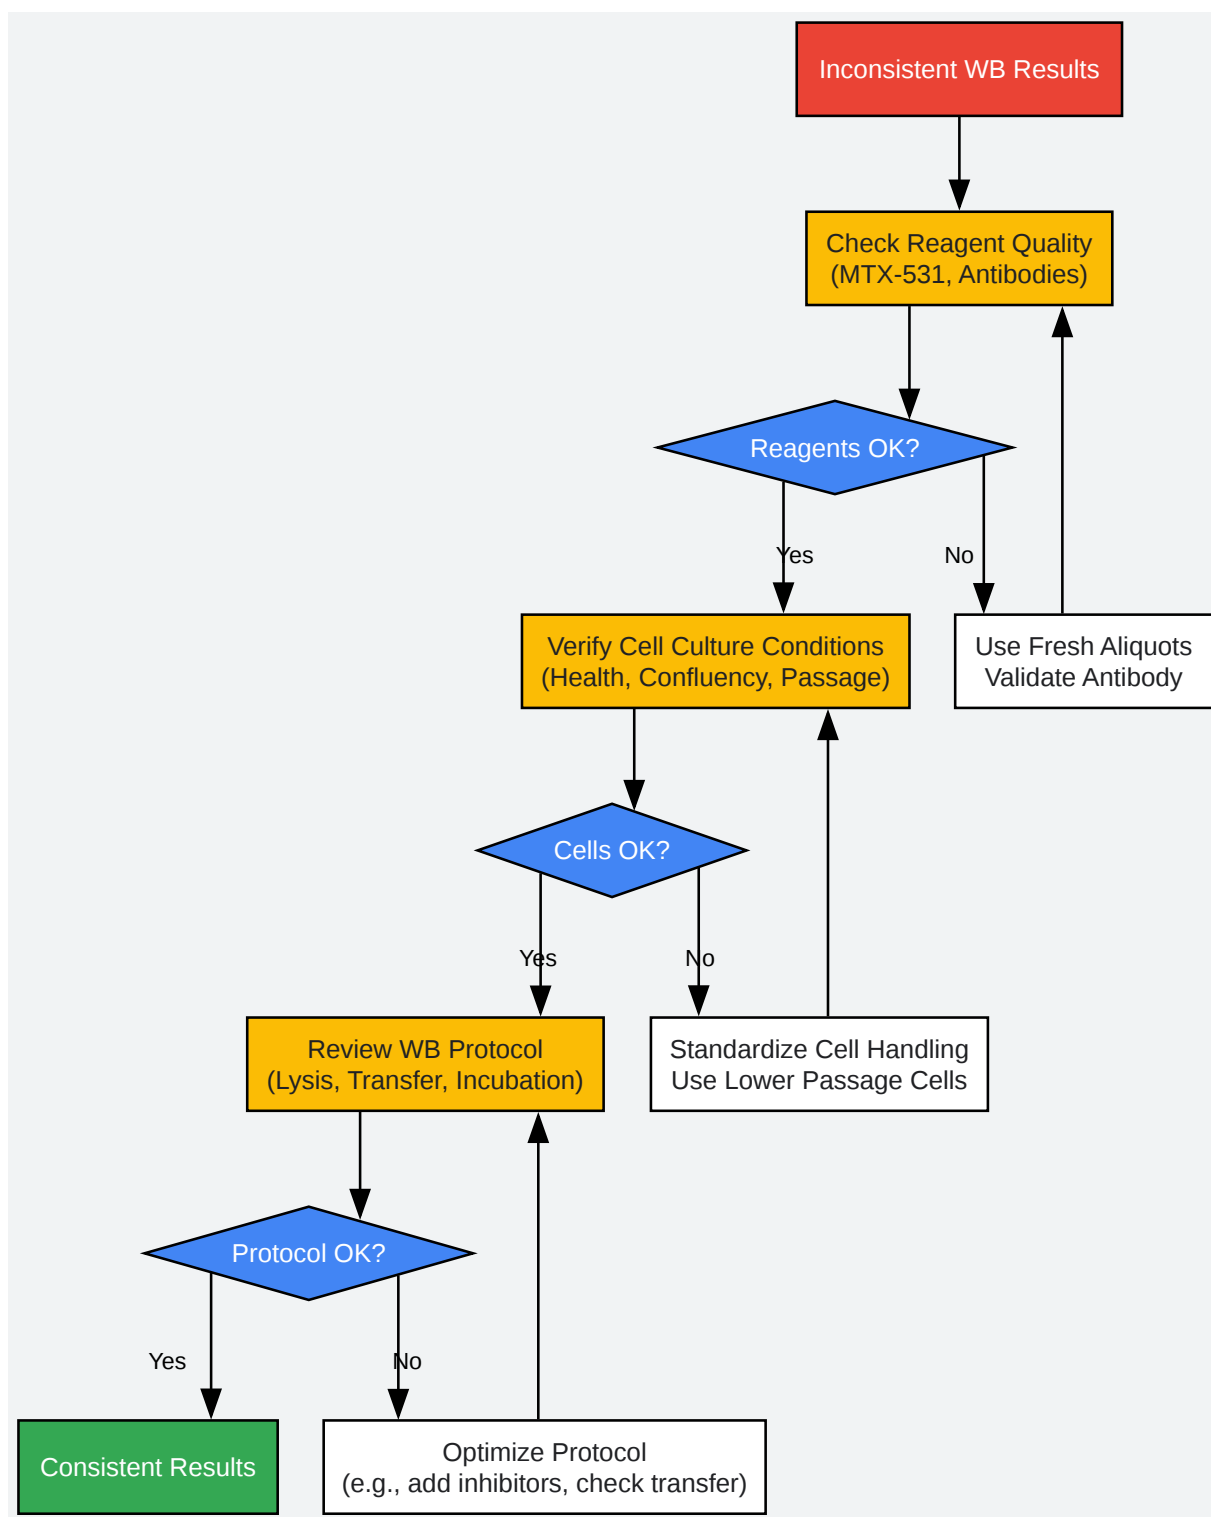 Inconsistent WB Results
Check Reagent Quality
(MTX-531, Antibodies)
Reagents OK?
Yes
No
Verify Cell Culture Conditions
(Health, Confluency, Passage)
Use Fresh Aliquots
Validate Antibody
Cells OK?
Yes
No
Review WB Protocol
(Lysis, Transfer, Incubation)
Standardize Cell Handling
Use Lower Passage Cells
Protocol OK?
Yes
No
Consistent Results
Optimize Protocol
(e.g., add inhibitors, check transfer)